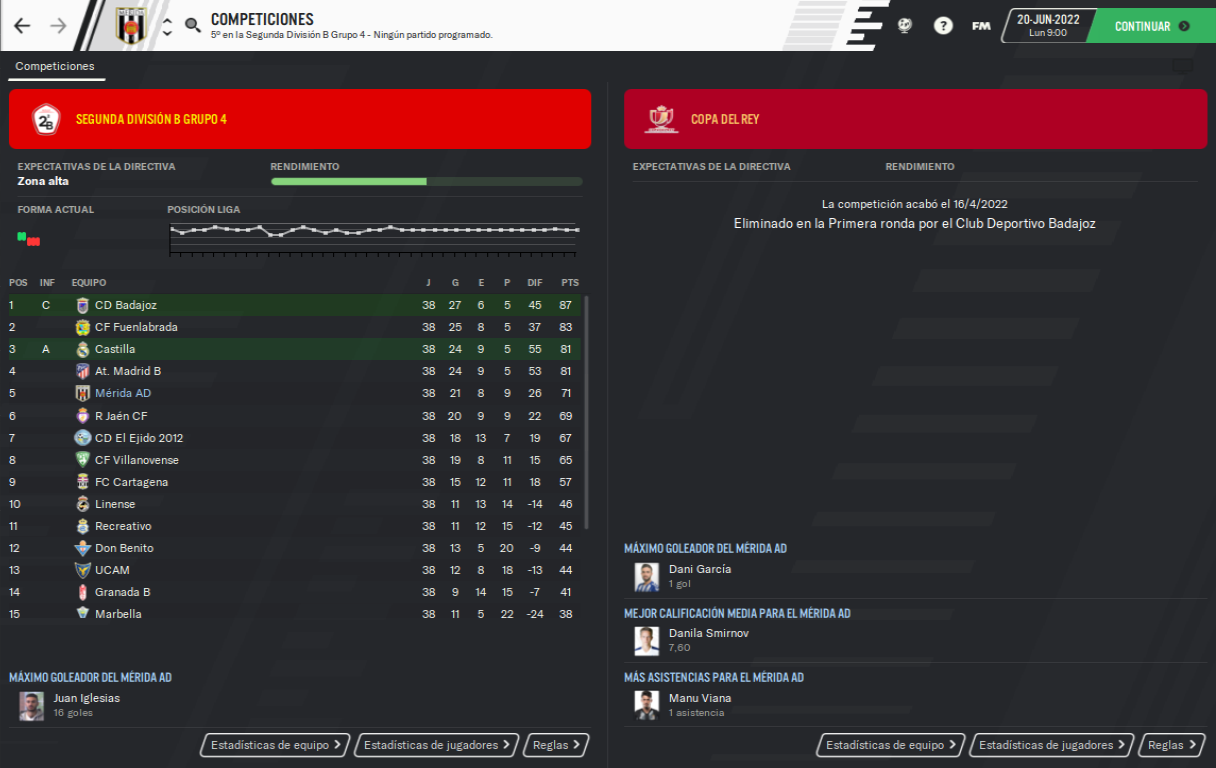 COMPETICIONES
5º en la Segunda División B Grupo 4 - Ningún partido programado.
?
FM
20-JUN-2022
Lun 9:00
CONTINUAR
Competiciones
SEGUNDA DIVISIÓN B GRUPO 4
EXPECTATIVAS DE LA DIRECTIVA
Zona alta
RENDIMIENTO
FORMA ACTUAL
POSICIÓN LIGA
POS INF EQUIPO J G E P DIF PTS
1 C CD Badajoz 38 27 6 5 45 87
2 CF Fuenlabrada 38 25 8 5 37 83
3 A Castilla 38 24 9 5 55 81
4 At. Madrid B 38 24 9 5 53 81
5 Mérida AD 38 21 8 9 26 71
6 R Jaén CF 38 20 9 9 22 69
7 CD El Ejido 2012 38 18 13 7 19 67
8 CF Villanovense 38 19 8 11 15 65
9 FC Cartagena 38 15 12 11 18 57
10 Linense 38 11 13 14 -14 46
11 Recreativo 38 11 12 15 -12 45
12 Don Benito 38 13 5 20 -9 44
13 UCAM 38 12 8 18 -13 44
14 Granada B 38 9 14 15 -7 41
15 Marbella 38 11 5 22 -24 38
MÁXIMO GOLEADOR DEL MÉRIDA AD
Juan Iglesias
16 goles
Estadísticas de equipo
Estadísticas de jugadores
Reglas
COPA DEL REY
EXPECTATIVAS DE LA DIRECTIVA
RENDIMIENTO
La competición acabó el 16/4/2022
Eliminado en la Primera ronda por el Club Deportivo Badajoz
MÁXIMO GOLEADOR DEL MÉRIDA AD
Dani García
1 gol
MEJOR CALIFICACIÓN MEDIA PARA EL MÉRIDA AD
Danila Smirnov
7,60
MÁS ASISTENCIAS PARA EL MÉRIDA AD
Manu Viana
1 asistencia
Estadísticas de equipo
Estadísticas de jugadores
Reglas